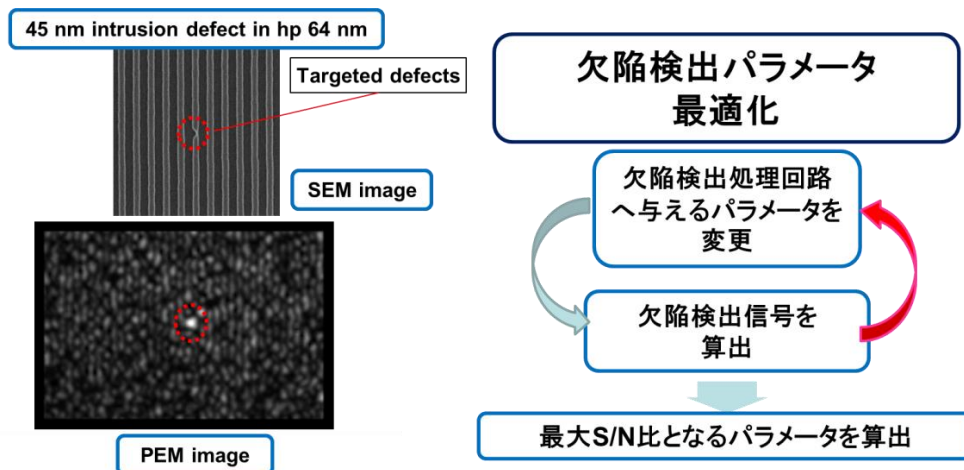 45 nm intrusion defect in hp 64 nm
Targeted defects
SEM image
PEM image
欠陥検出パラメータ
最適化
欠陥検出処理回路
へ与えるパラメータを
変更
欠陥検出信号を
算出
最大S/N比となるパラメータを算出